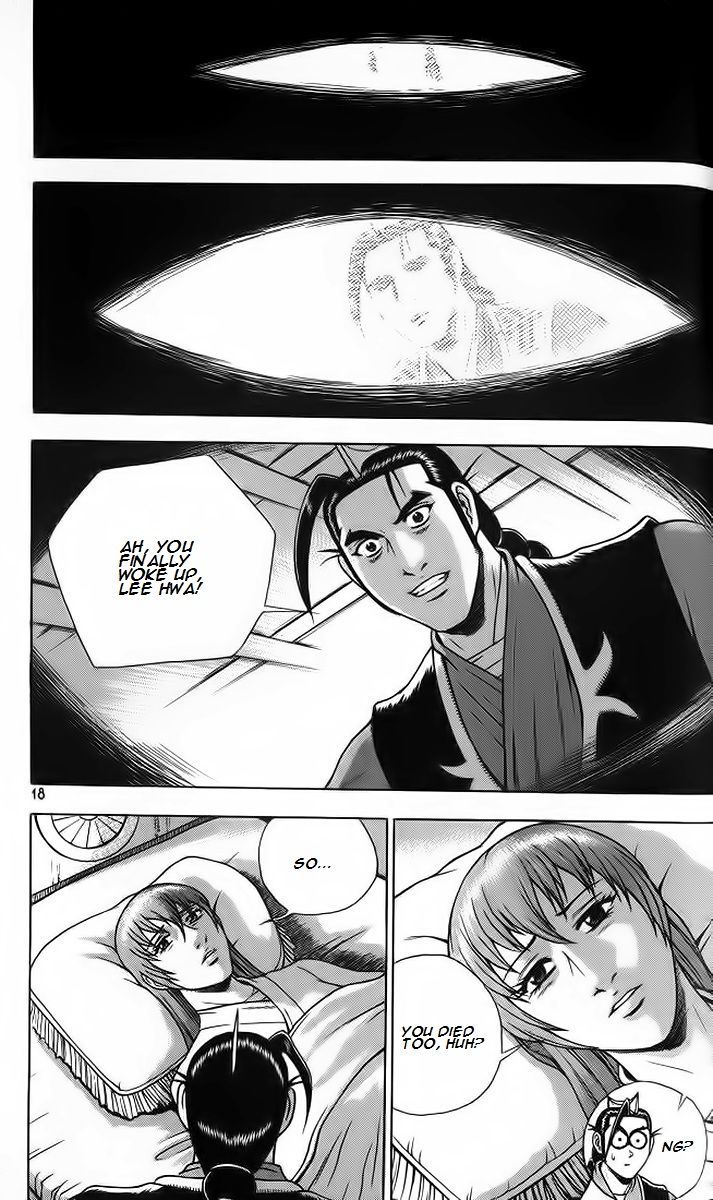 AH, YOU
FINALLY
WOKE UP,
LEE HWA!
18
SO...
YOU DIED
TOO, HUH?
NG?